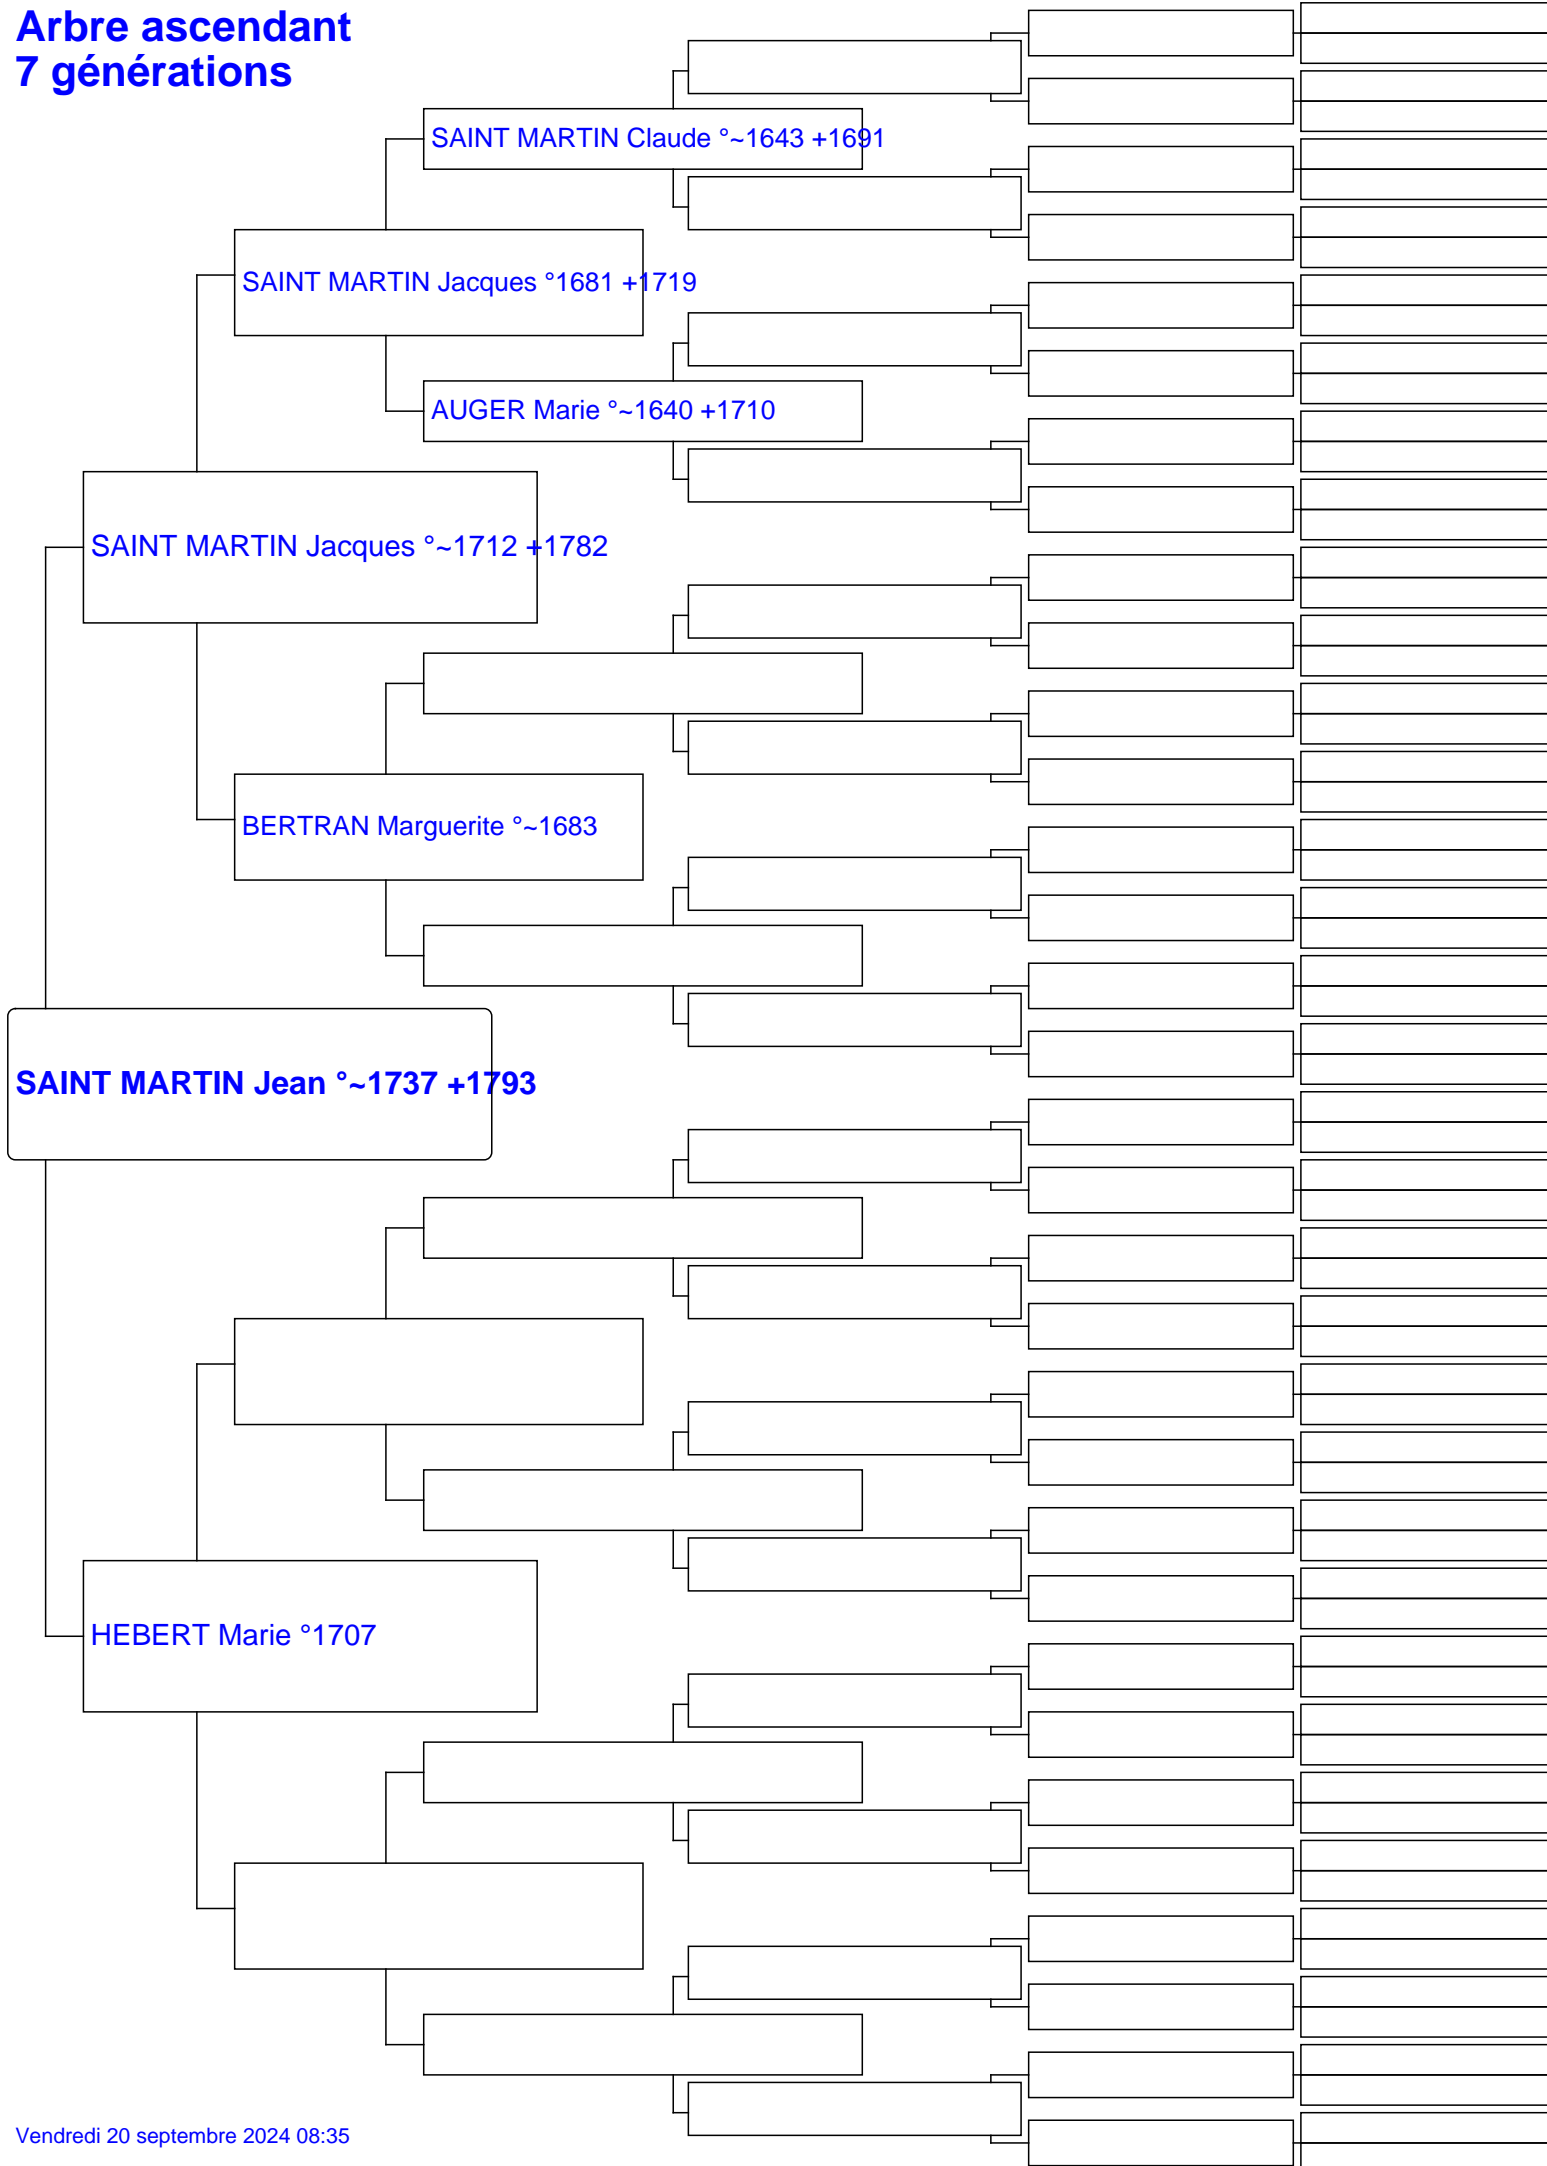 Arbre ascendant
7 générations
SAINT MARTIN Claude °~1643 +1691
SAINT MARTIN Jacques °1681 +1719
AUGER Marie °~1640 +1710
SAINT MARTIN Jacques °~1712 +1782
BERTRAN Marguerite °~1683
SAINT MARTIN Jean °~1737 +1793
HEBERT Marie °1707
Vendredi 20 septembre 2024 08:35